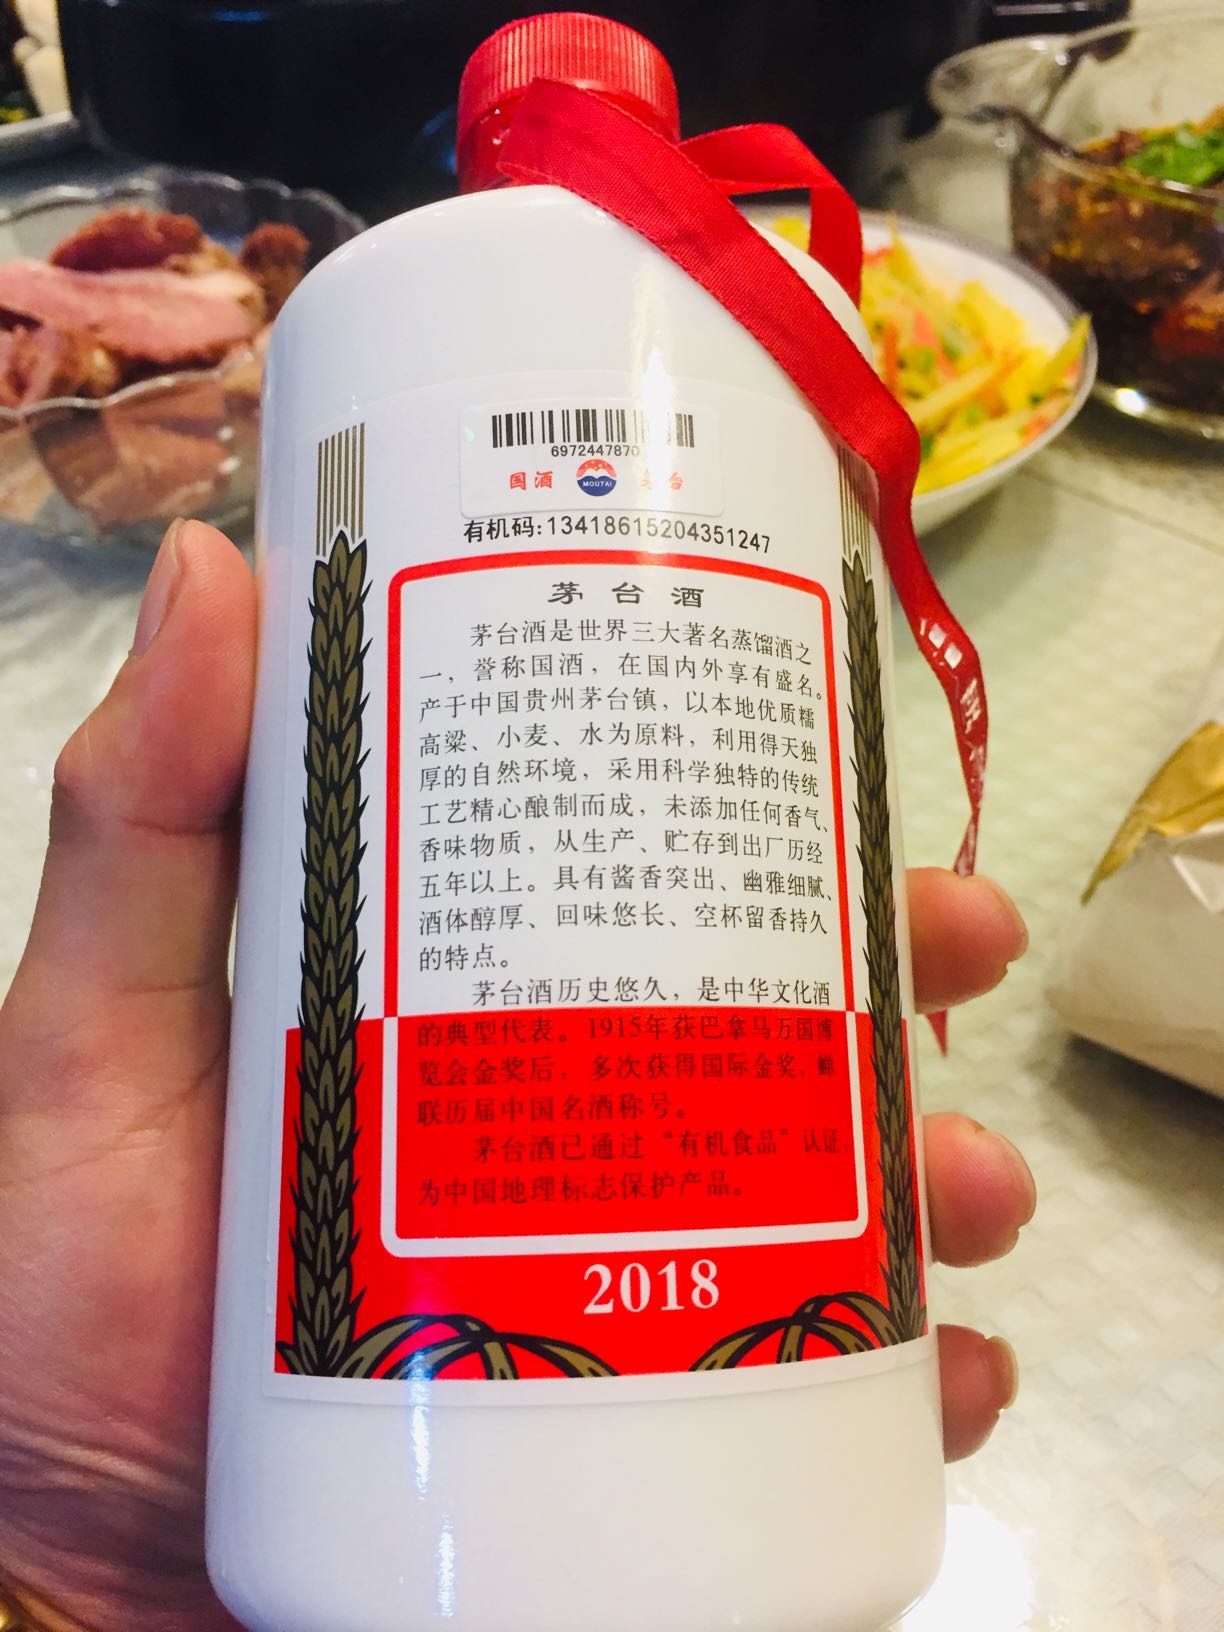 6972447870
国酒 MOUTAI 茅台
有机码:13418615204351247
茅台酒
茅台酒是世界三大著名蒸馏酒之
一，誉称国酒，在国内外享有盛名。
产于中国贵州茅台镇，以本地优质糯
高粱、小麦、水为原料，利用得天独
厚的自然环境，采用科学独特的传统
工艺精心酿制而成，未添加任何香气、
香味物质，从生产、贮存到出厂历经
五年以上。具有酱香突出、幽雅细腻、
酒体醇厚、回味悠长、空杯留香持久
的特点。
茅台酒历史悠久，是中华文化酒
的典型代表。1915年获巴拿马万国博
览会金奖后，多次获得国际金奖，蝉
联历届中国名酒称号。
茅台酒已通过“有机食品”认证，
为中国地理标志保护产品。
2018